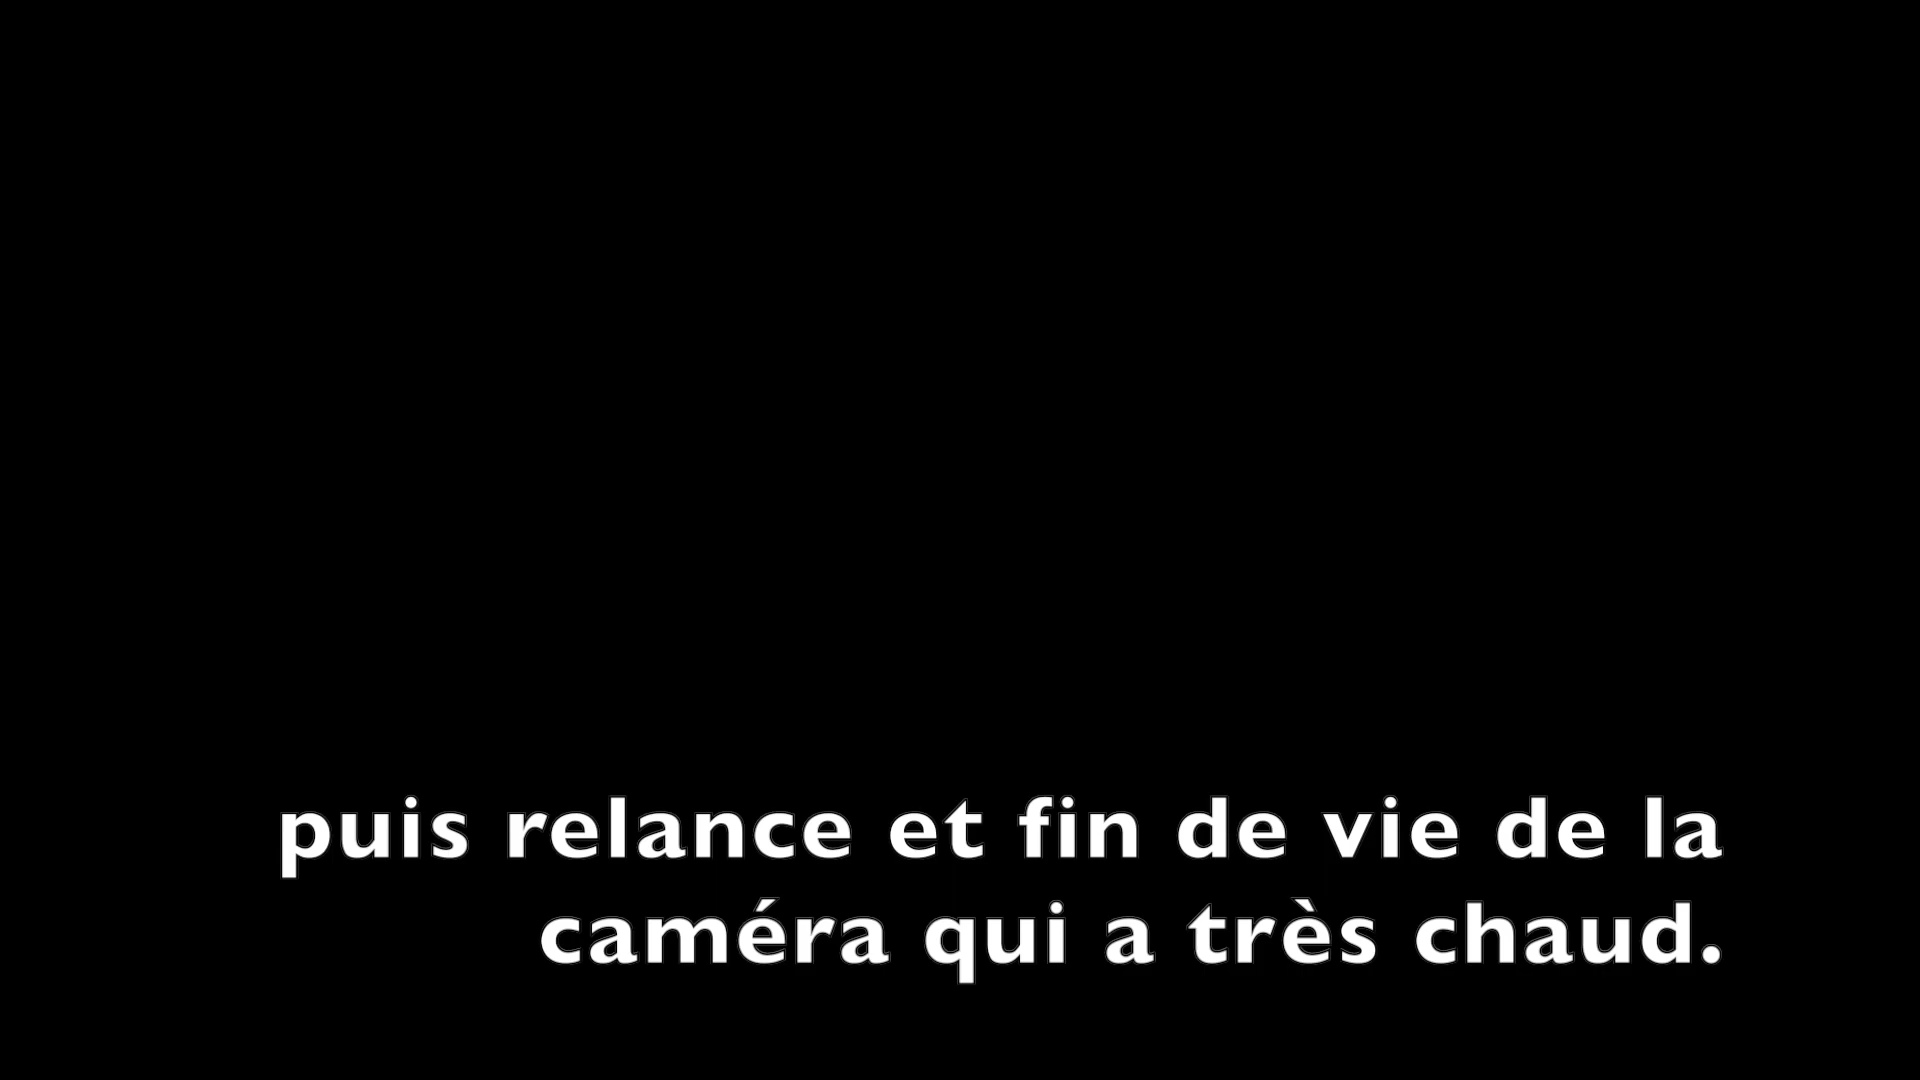 puis relance et fin de vie de la
caméra qui a très chaud.